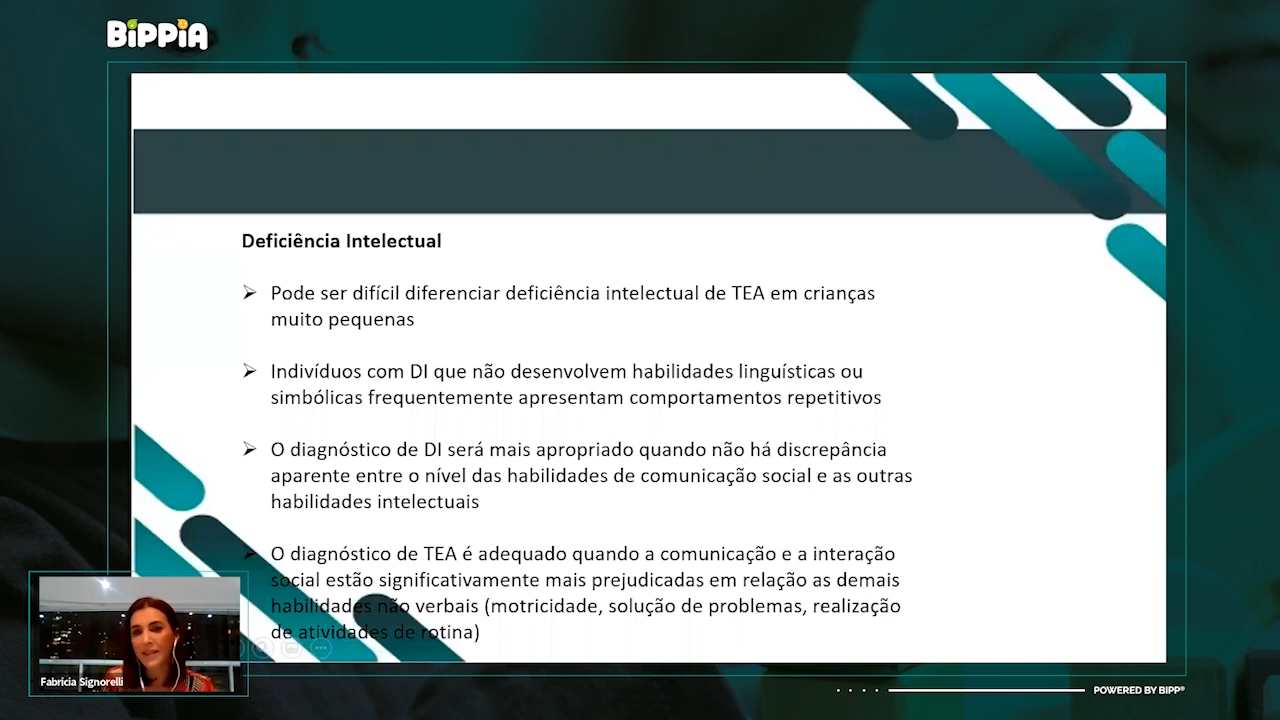 BiPPiA
Deficiência Intelectual
➢ Pode ser difícil diferenciar deficiência intelectual de TEA em crianças
muito pequenas
➢ Indivíduos com DI que não desenvolvem habilidades linguísticas ou
simbólicas frequentemente apresentam comportamentos repetitivos
➢ O diagnóstico de DI será mais apropriado quando não há discrepância
aparente entre o nível das habilidades de comunicação social e as outras
habilidades intelectuais
➢ O diagnóstico de TEA é adequado quando a comunicação e a interação
social estão significativamente mais prejudicadas em relação as demais
habilidades não verbais (motricidade, solução de problemas, realização
de atividades de rotina)
Fabricia Signorelli
POWERED BY BIPP®